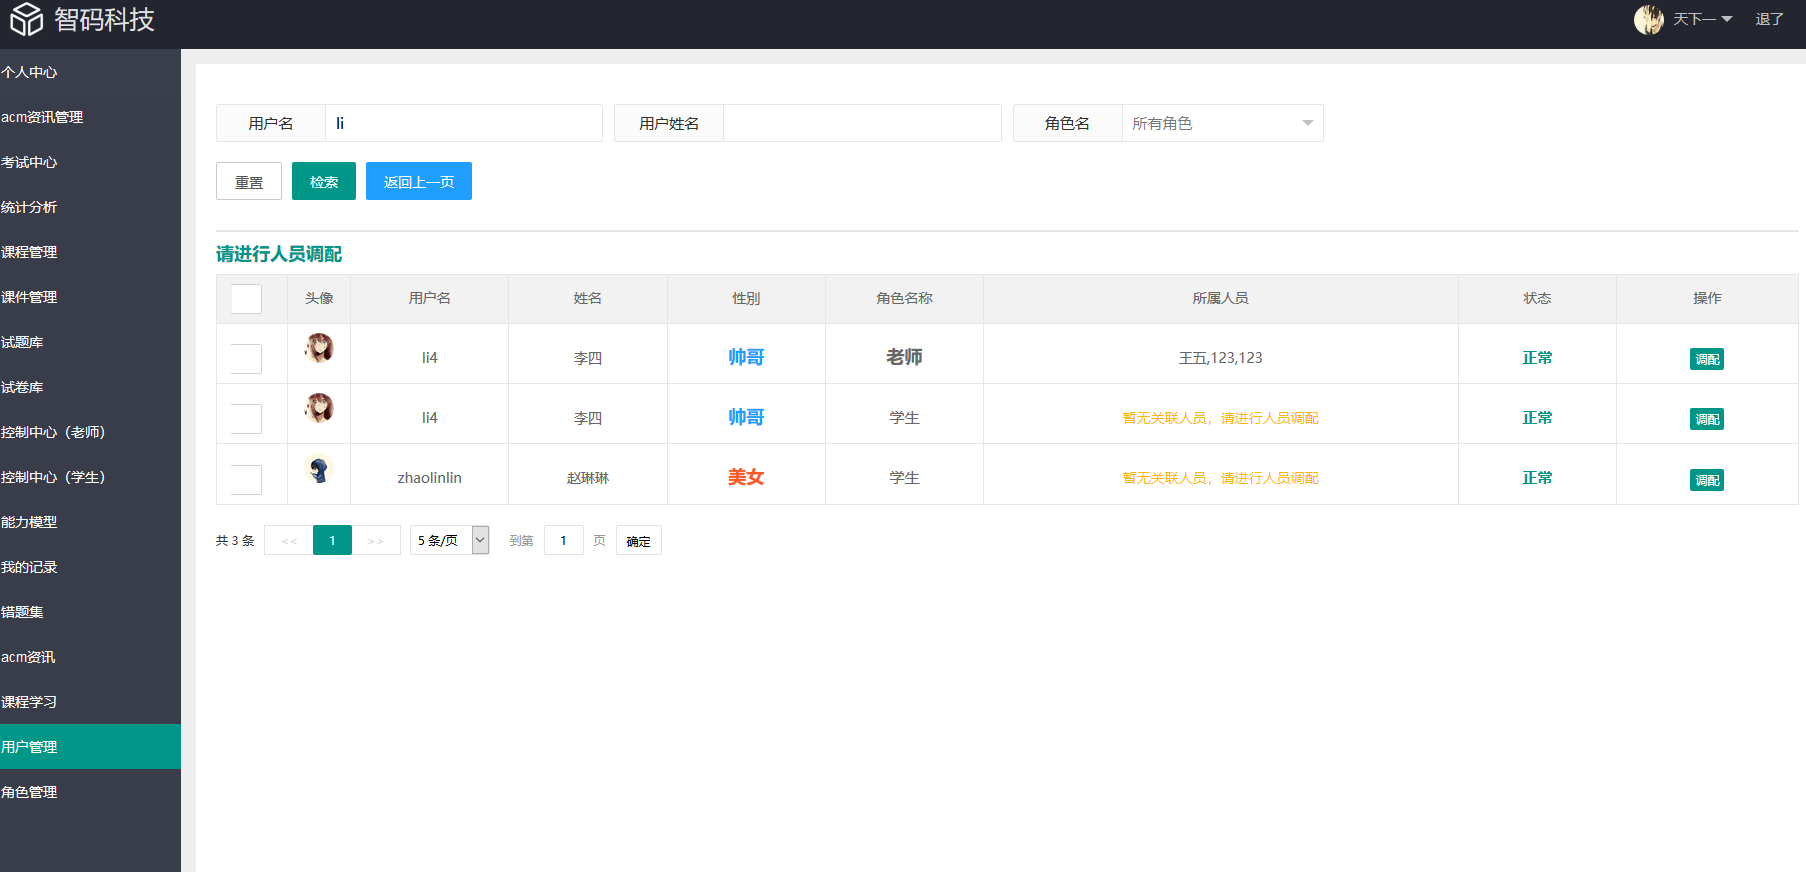 智码科技
天下一
退了
个人中心
acm资讯管理
考试中心
统计分析
课程管理
课件管理
试题库
试卷库
控制中心（老师）
控制中心（学生）
能力模型
我的记录
错题集
acm资讯
课程学习
用户管理
角色管理
用户名 li 用户姓名 角色名 所有角色
重置 检索 返回上一页
请进行人员调配
头像 用户名 姓名 性别 角色名称 所属人员 状态 操作
li4 李四 帅哥 老师 王五,123,123 正常 调配
li4 李四 帅哥 学生 暂无关联人员，请进行人员调配 正常 调配
zhaolinlin 赵琳琳 美女 学生 暂无关联人员，请进行人员调配 正常 调配
共 3 条 << 1 >> 5 条/页 到第 1 页 确定